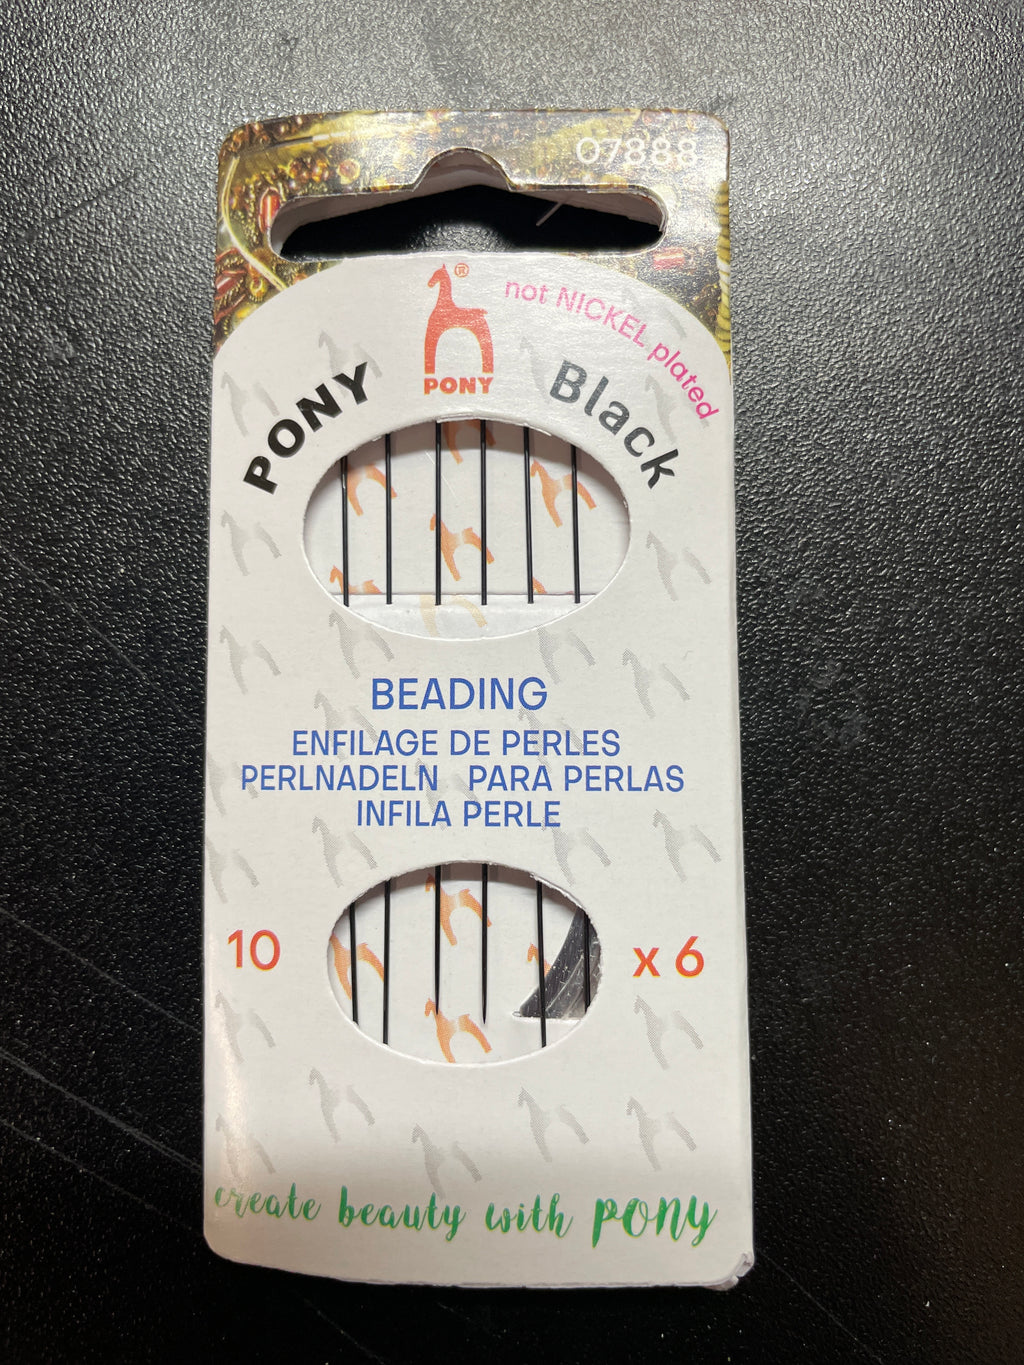 07888
®
PONY
not NICKEL plated
PONY Black
BEADING
ENFILAGE DE PERLES
PERLNADELN PARA PERLAS
INFILA PERLE
10 x 6
create beauty with pony